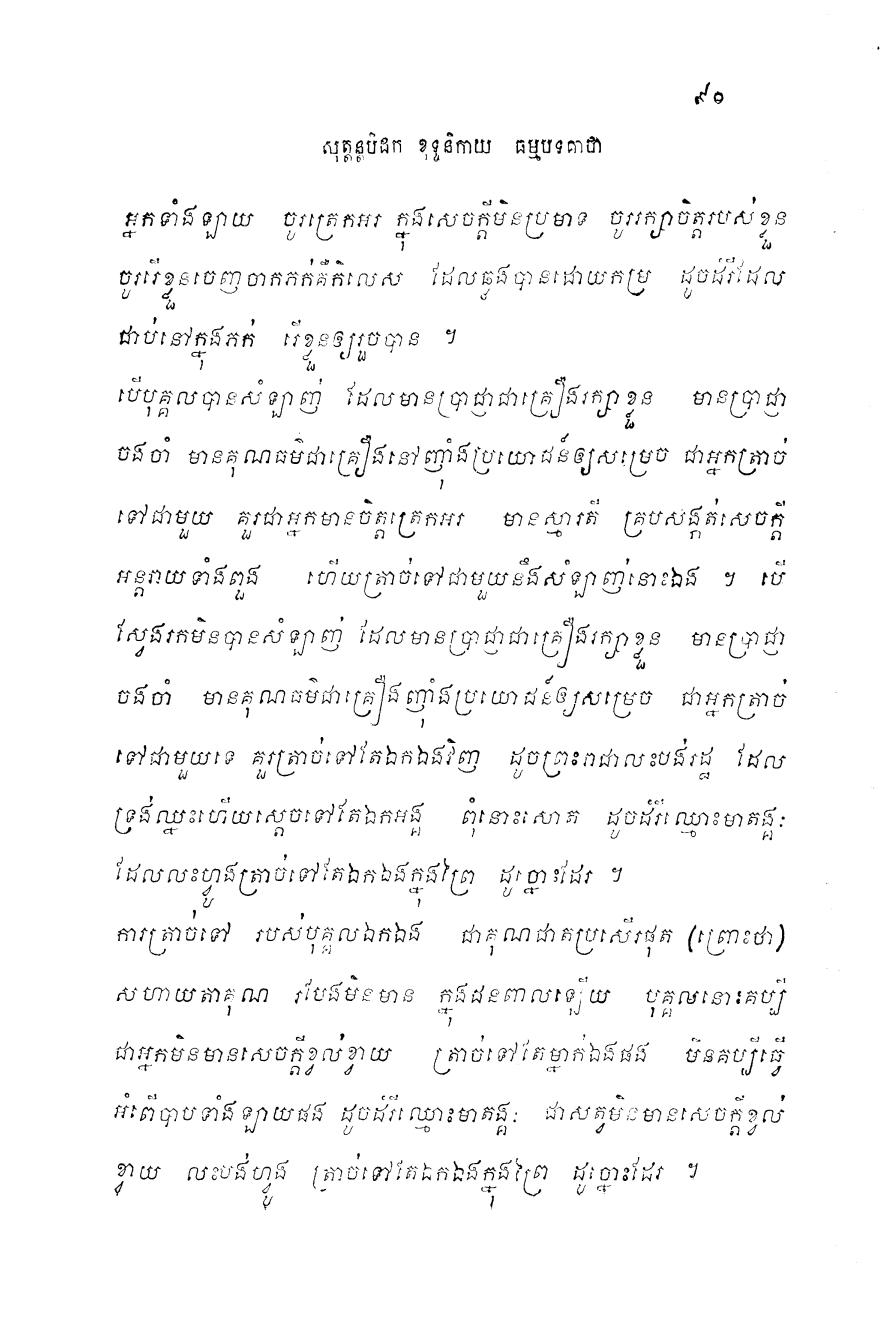 ៩០
សុត្តន្តបិដក ខុទ្ទនិកាយ ធម្មបទគាថា
អ្នកទាំងឡាយ ចូរត្រេកអរ ក្នុងសេចក្តីមិនប្រមាទ ចូររក្សាចិត្តរបស់ខ្លួន
ចូររើខ្លួនចេញចាកភក់គឺកិលេស ដែលឆ្លងបានដោយកម្រ ដូចដំរីដែល
ជាប់នៅក្នុងភក់ រើខ្លួនឲ្យរួចបាន ។
បើបុគ្គលបានសំឡាញ់ ដែលមានប្រាជ្ញាជាគ្រឿងរក្សាខ្លួន មានប្រាជ្ញា
ចងចាំ មានគុណធម៌ជាគ្រឿងនៅញ៉ាំងប្រយោជន៍ឲ្យសម្រេច ជាអ្នកត្រាច់
ទៅជាមួយ គួរជាអ្នកមានចិត្តត្រេកអរ មានស្មារតី គ្របសង្កត់សេចក្តី
អន្តរាយទាំងពួង ហើយត្រាច់ទៅជាមួយនឹងសំឡាញ់នោះឯង ។ បើ
ស្វែងរកមិនបានសំឡាញ់ ដែលមានប្រាជ្ញាជាគ្រឿងរក្សាខ្លួន មានប្រាជ្ញា
ចងចាំ មានគុណធម៌ជាគ្រឿងញ៉ាំងប្រយោជន៍ឲ្យសម្រេច ជាអ្នកត្រាច់
ទៅជាមួយទេ គួរត្រាច់ទៅតែឯកឯងវិញ ដូចព្រះរាជាលះបង់រដ្ឋ ដែល
ទ្រង់ឈ្នះហើយស្តេចទៅតែឯកអង្គ ពុំនោះសោត ដូចដំរីឈ្មោះមាតង្គៈ
ដែលលះហ្វូងត្រាច់ទៅតែឯកឯងក្នុងព្រៃ ដូច្នោះដែរ ។
ការត្រាច់ទៅ របស់បុគ្គលឯកឯង ជាគុណជាតប្រសើរផុត (ព្រោះថា)
សហាយតាគុណ រមែងមិនមាន ក្នុងជនពាលឡើយ បុគ្គលនោះគប្បី
ជាអ្នកមិនមានសេចក្តីខ្វល់ខ្វាយ ត្រាច់ទៅតែម្នាក់ឯងផង មិនគប្បីធ្វើ
អំពើបាបទាំងឡាយផង ដូចដំរីឈ្មោះមាតង្គៈ ជាសត្វមិនមានសេចក្តីខ្វល់
ខ្វាយ លះបង់ហ្វូង ត្រាច់ទៅតែឯកឯងក្នុងព្រៃ ដូច្នោះដែរ ។